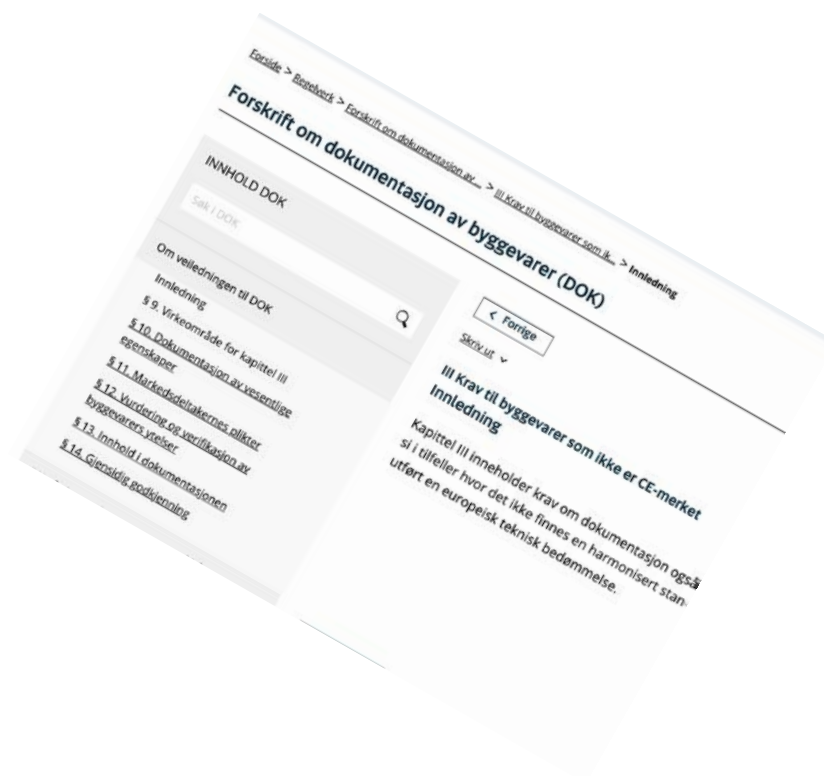 Forside > Regelverk > Forskrift om dokumentasjon av ... > III Krav til byggevarer som ik... > Innledning
Forskrift om dokumentasjon av byggevarer (DOK)
INNHOLD DOK
Søk i DOK
Om veiledningen til DOK
Innledning
§ 9. Virkeområde for kapittel III
§ 10. Dokumentasjon av vesentlige
egenskaper
§ 11. Markedsdeltakernes plikter
§ 12. Vurdering og verifikasjon av
byggevarers ytelser
§ 13. Innhold i dokumentasjonen
§ 14. Gjensidig godkjenning
< Forrige
Skriv ut
III Krav til byggevarer som ikke er CE-merket
Innledning
Kapittel III inneholder krav om dokumentasjon også
si i tilfeller hvor det ikke finnes en harmonisert stan-
utført en europeisk teknisk bedømmelse.